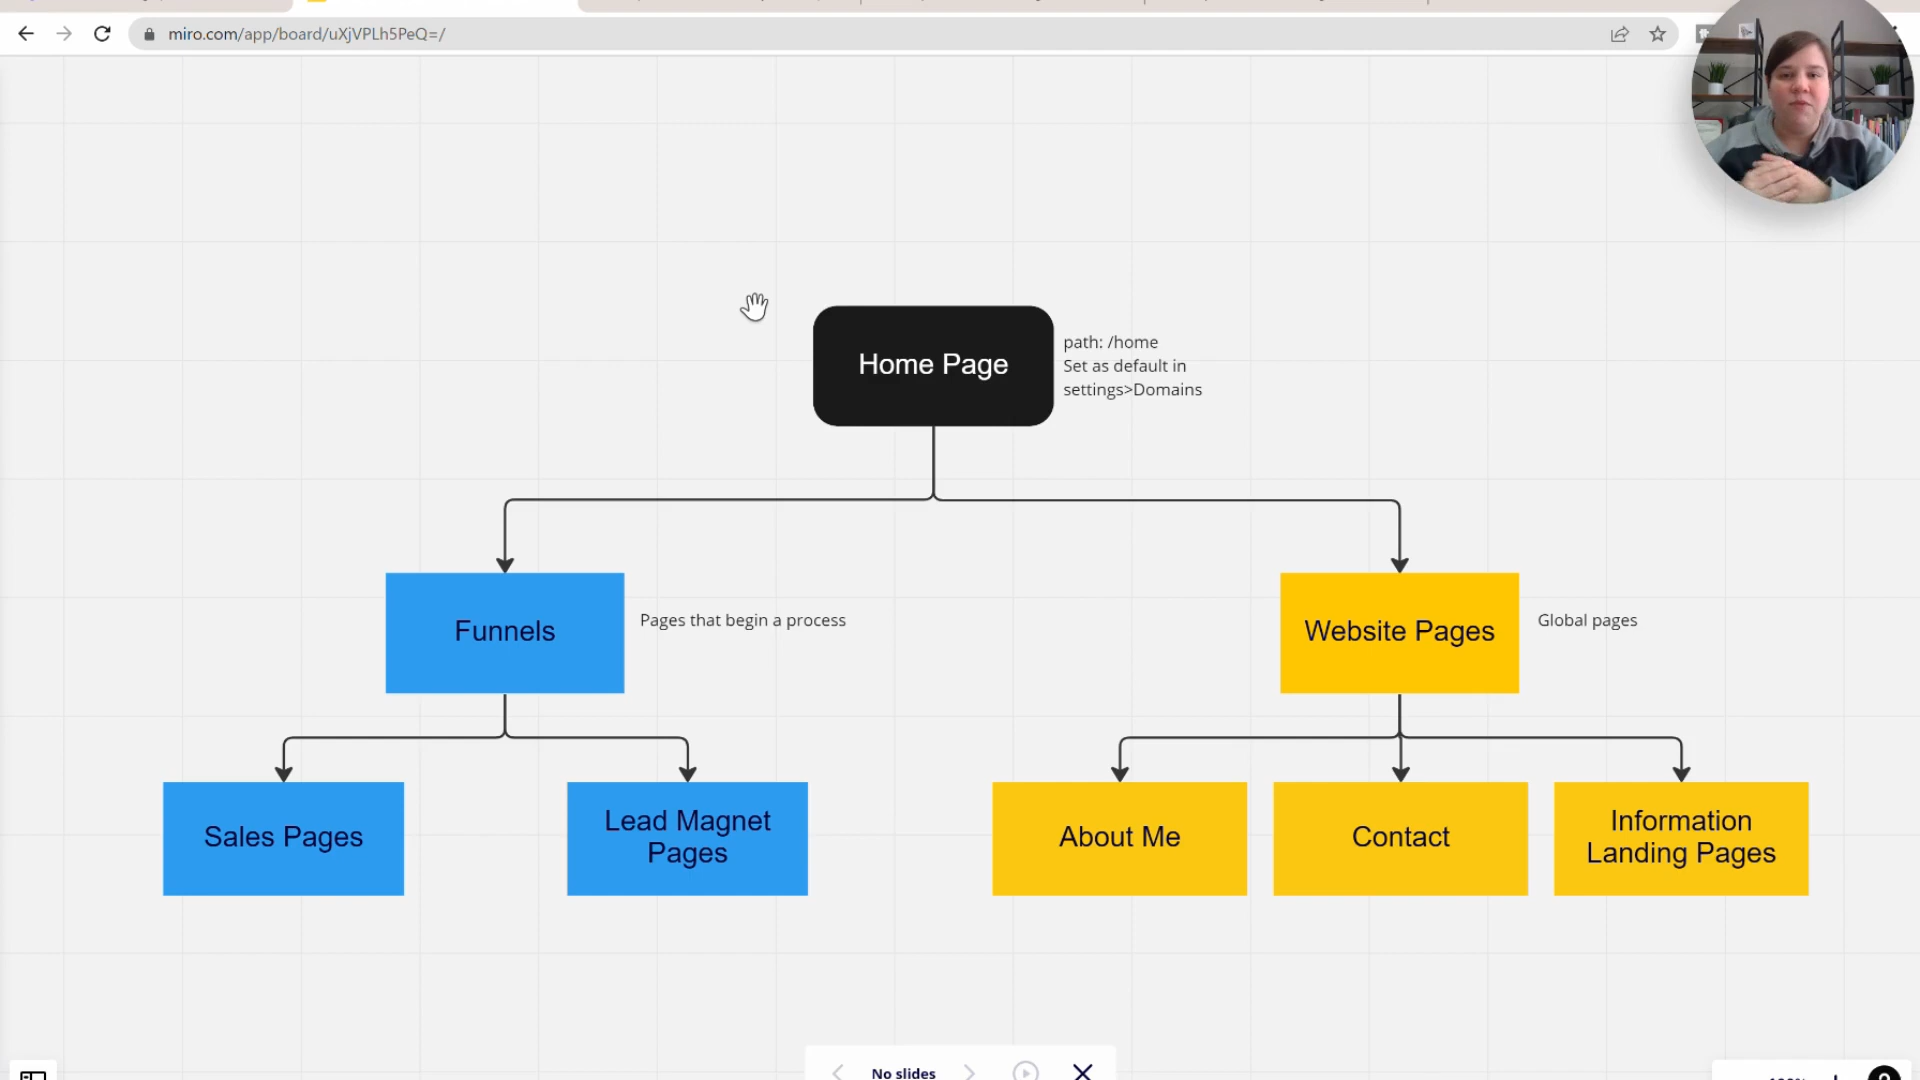 miro.com/app/board/uXjVPLh5PeQ=/
Home Page
path: /home
Set as default in
settings>Domains
Funnels
Pages that begin a process
Website Pages
Global pages
Sales Pages
Lead Magnet
Pages
About Me
Contact
Information
Landing Pages
No slides